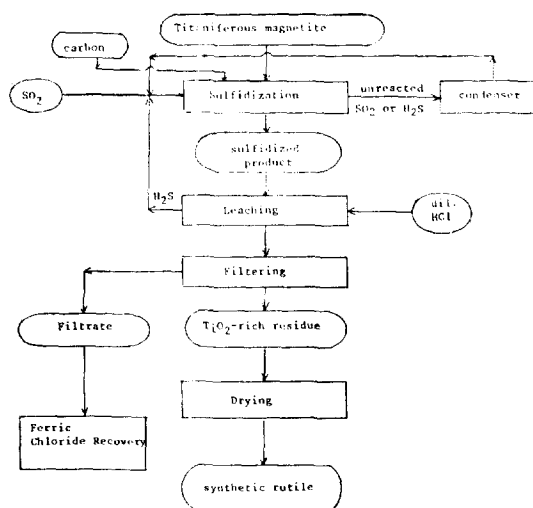 Titaniferous magnetite
carbon
SO2
Sulfidization
unreacted
SO2 or H2S
condenser
sulfidized
product
H2S
Leaching
dil.
HCl
Filtering
Filtrate
TiO2-rich residue
Drying
Ferric
Chloride Recovery
synthetic rutile